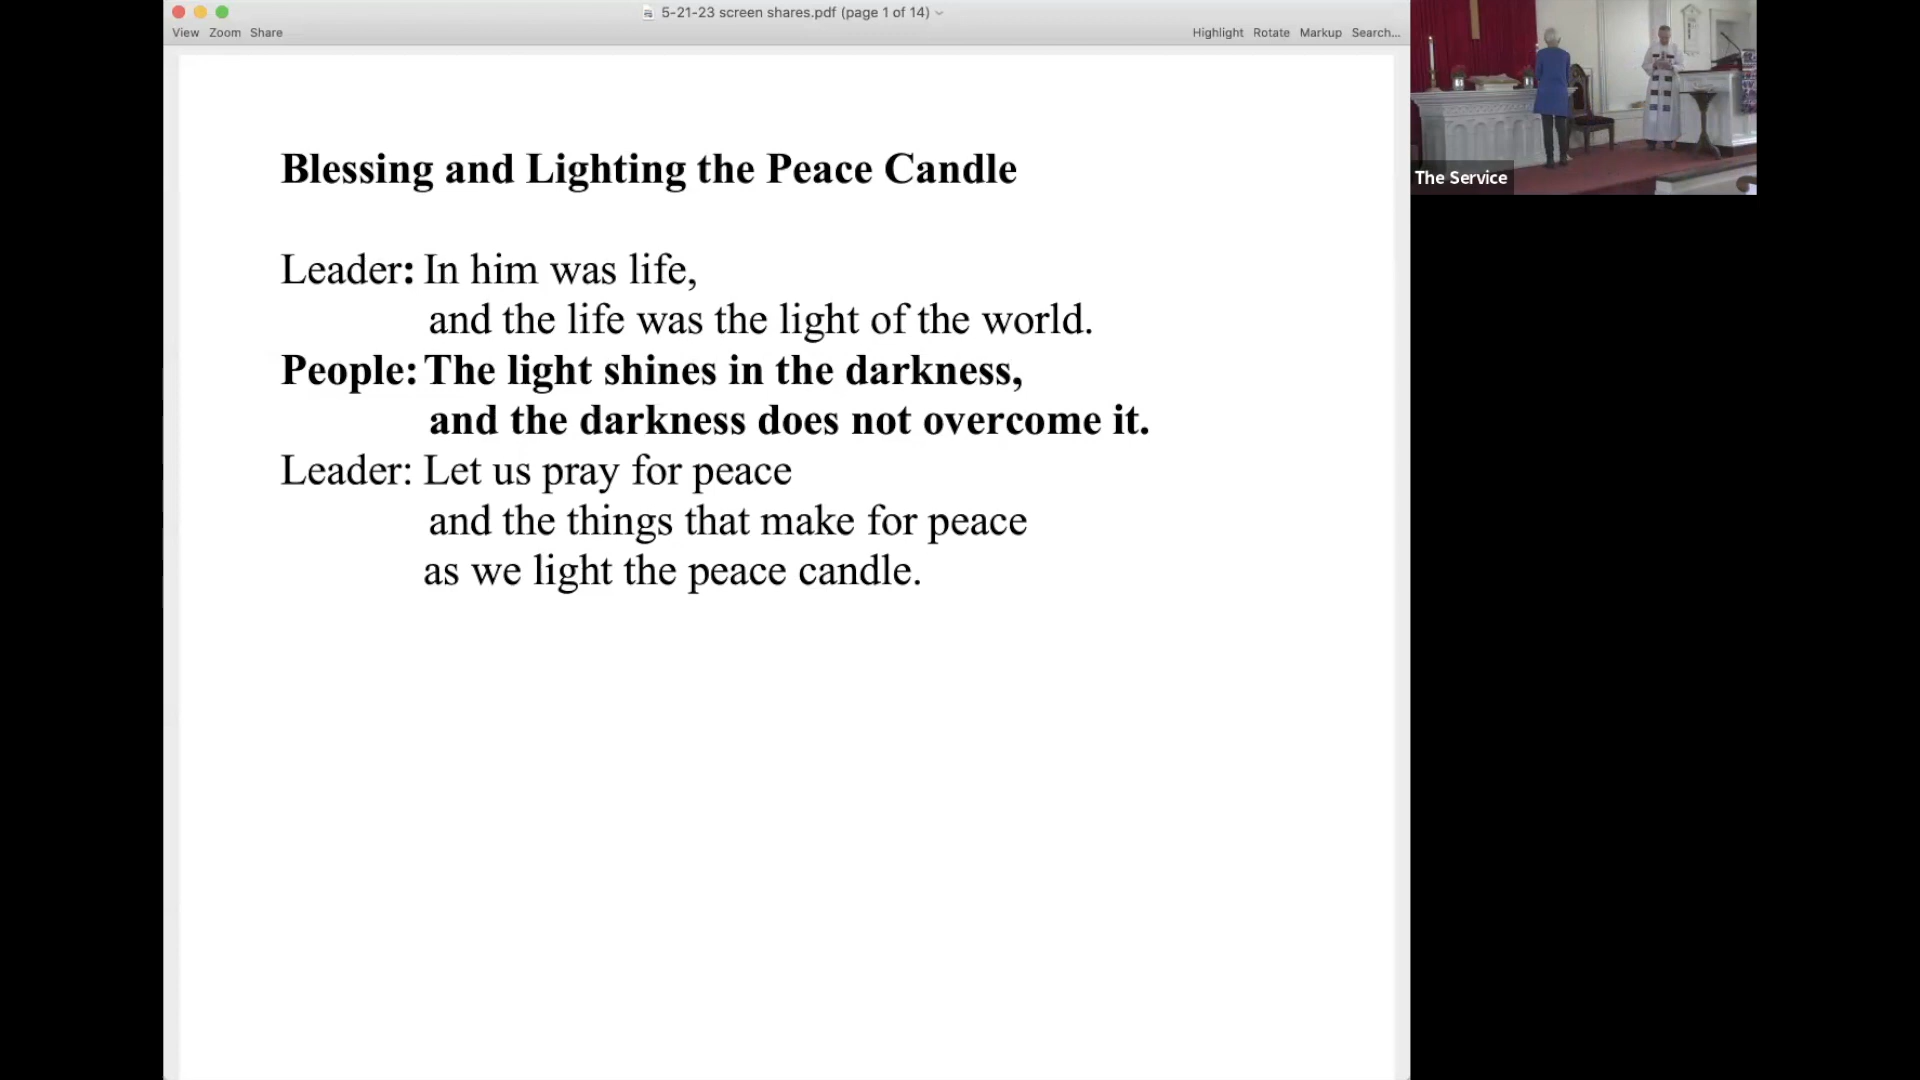 5-21-23 screen shares.pdf (page 1 of 14)
View Zoom Share
Highlight Rotate Markup Search...
Blessing and Lighting the Peace Candle
Leader: In him was life,
and the life was the light of the world.
People: The light shines in the darkness,
and the darkness does not overcome it.
Leader: Let us pray for peace
and the things that make for peace
as we light the peace candle.
The Service